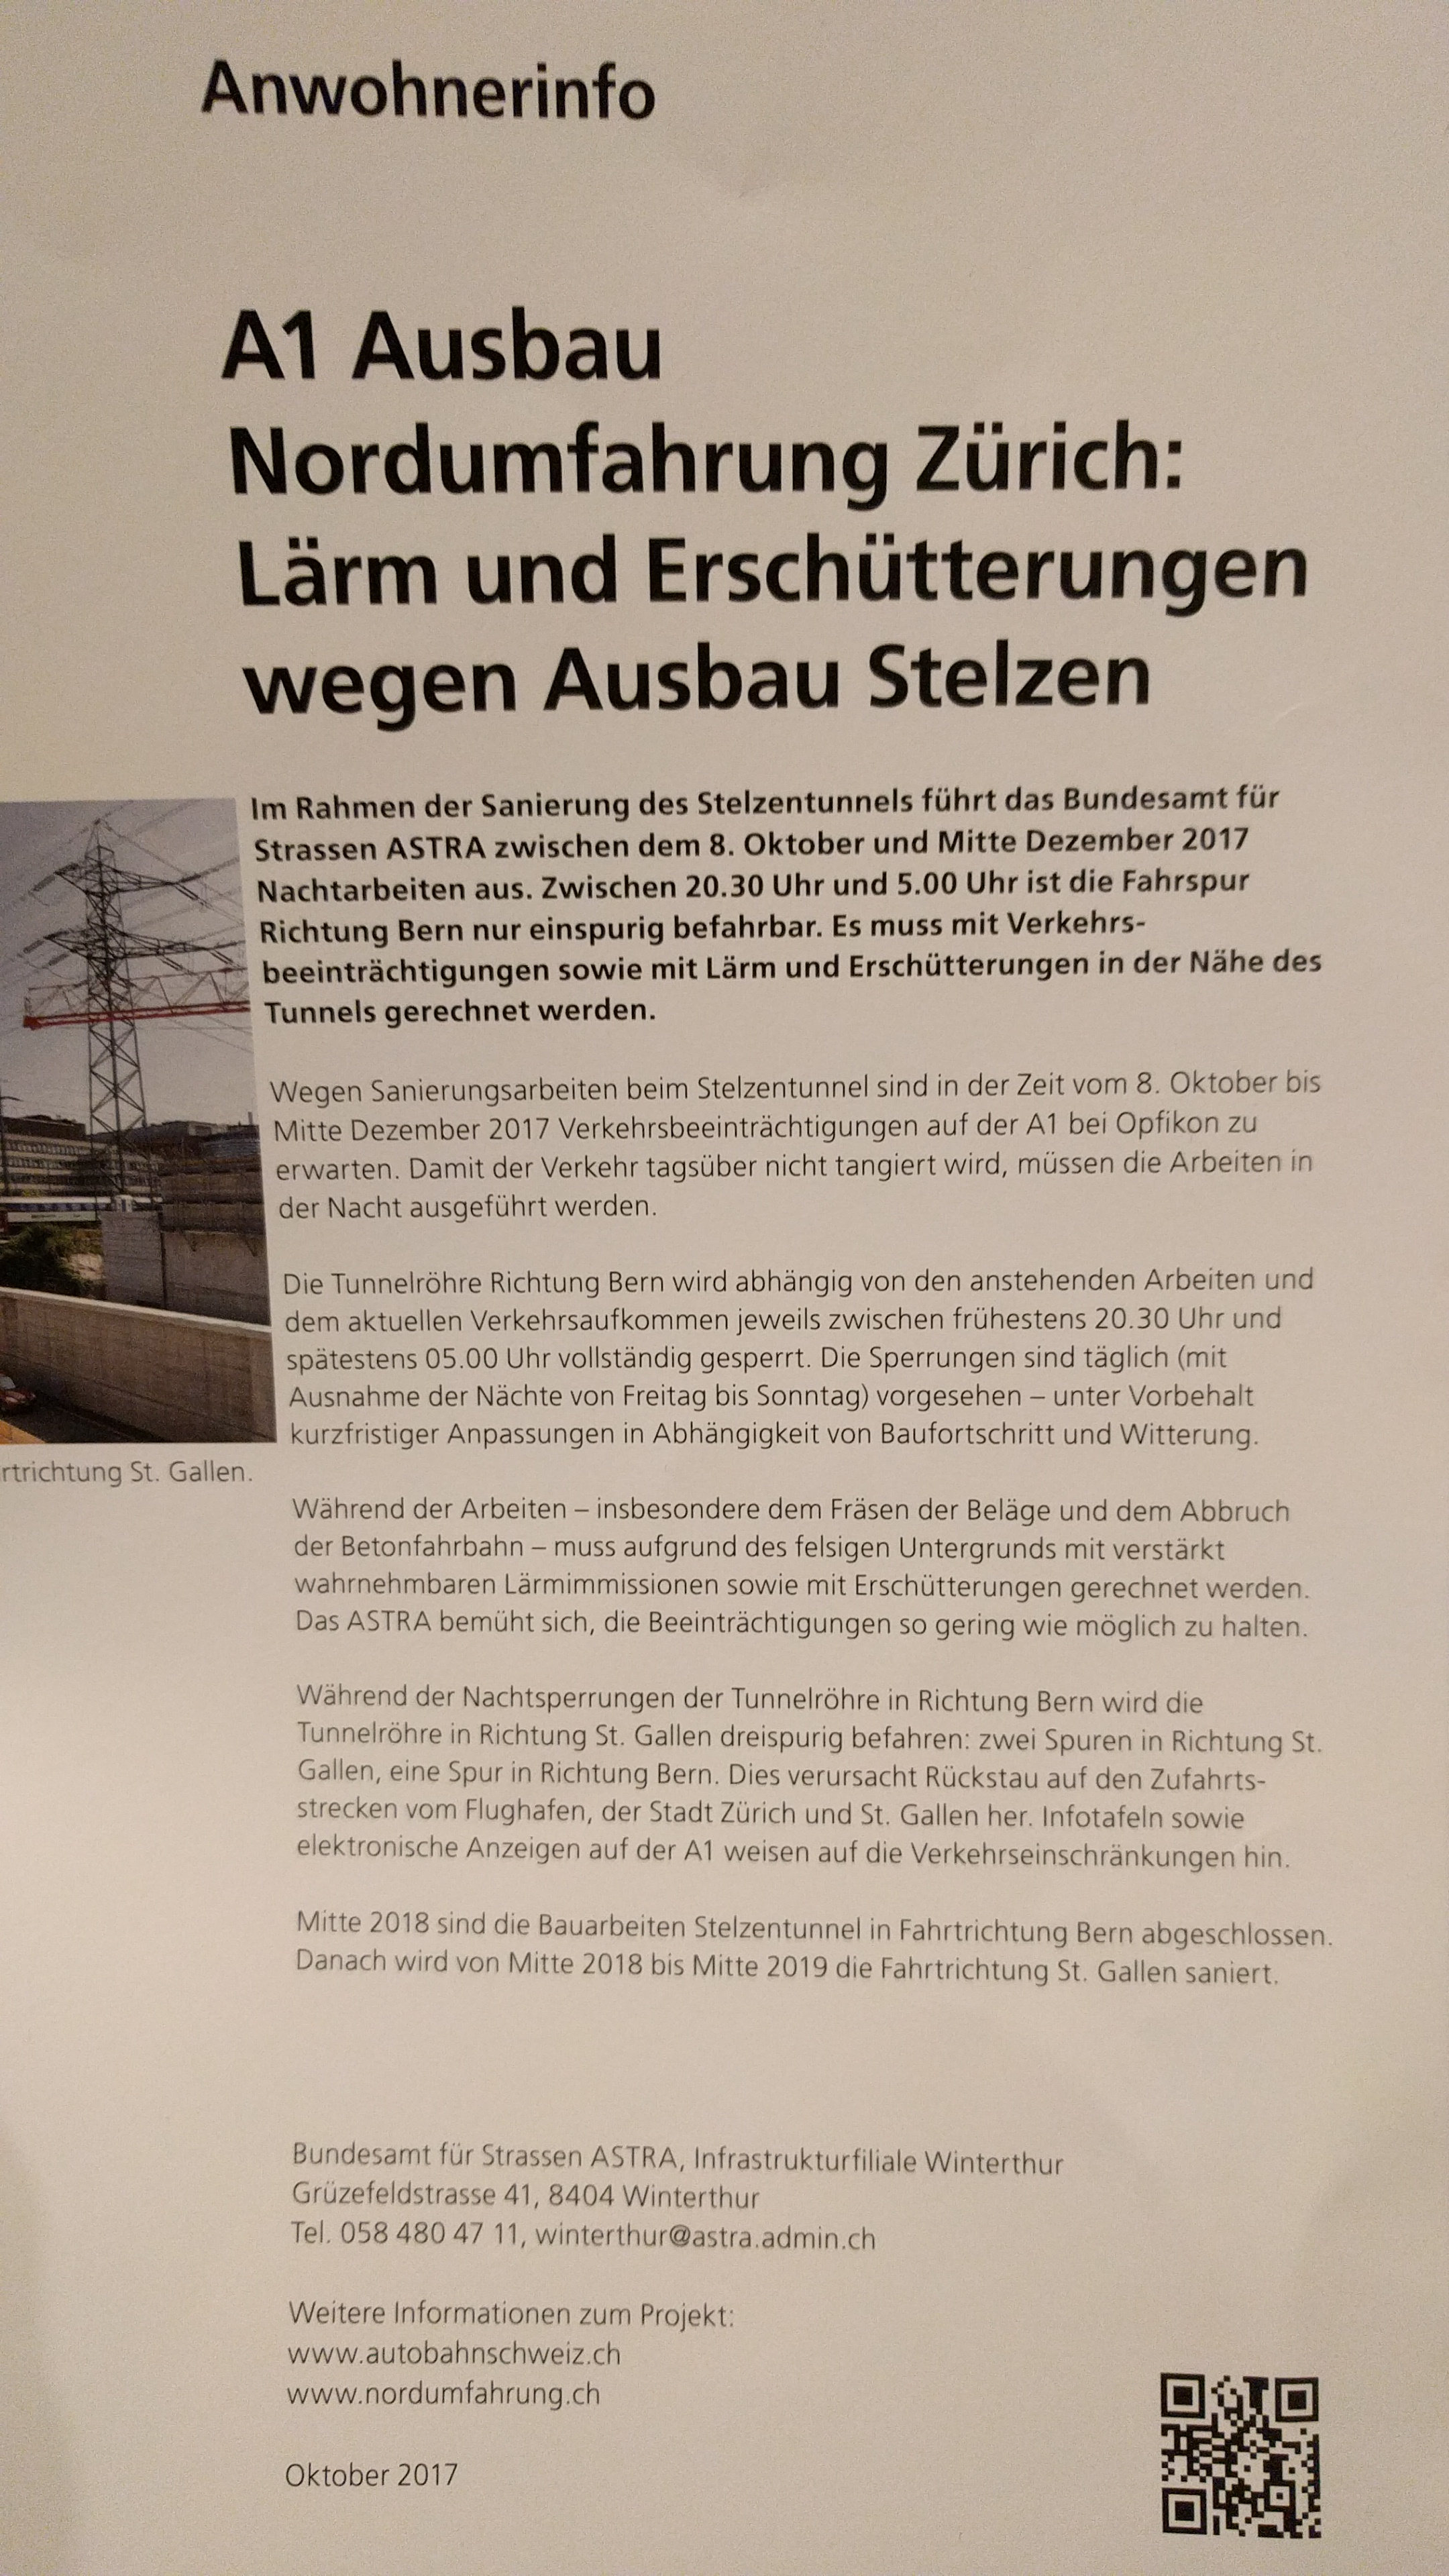 Anwohnerinfo
A1 Ausbau
Nordumfahrung Zürich:
Lärm und Erschütterungen
wegen Ausbau Stelzen
Im Rahmen der Sanierung des Stelzentunnels führt das Bundesamt für
Strassen ASTRA zwischen dem 8. Oktober und Mitte Dezember 2017
Nachtarbeiten aus. Zwischen 20.30 Uhr und 5.00 Uhr ist die Fahrspur
Richtung Bern nur einspurig befahrbar. Es muss mit Verkehrs-
beeinträchtigungen sowie mit Lärm und Erschütterungen in der Nähe des
Tunnels gerechnet werden.
Wegen Sanierungsarbeiten beim Stelzentunnel sind in der Zeit vom 8. Oktober bis
Mitte Dezember 2017 Verkehrsbeeinträchtigungen auf der A1 bei Opfikon zu
erwarten. Damit der Verkehr tagsüber nicht tangiert wird, müssen die Arbeiten in
der Nacht ausgeführt werden.
Die Tunnelröhre Richtung Bern wird abhängig von den anstehenden Arbeiten und
dem aktuellen Verkehrsaufkommen jeweils zwischen frühestens 20.30 Uhr und
spätestens 05.00 Uhr vollständig gesperrt. Die Sperrungen sind täglich (mit
Ausnahme der Nächte von Freitag bis Sonntag) vorgesehen – unter Vorbehalt
kurzfristiger Anpassungen in Abhängigkeit von Baufortschritt und Witterung.
rtrichtung St. Gallen.
Während der Arbeiten – insbesondere dem Fräsen der Beläge und dem Abbruch
der Betonfahrbahn – muss aufgrund des felsigen Untergrunds mit verstärkt
wahrnehmbaren Lärmimmissionen sowie mit Erschütterungen gerechnet werden.
Das ASTRA bemüht sich, die Beeinträchtigungen so gering wie möglich zu halten.
Während der Nachtsperrungen der Tunnelröhre in Richtung Bern wird die
Tunnelröhre in Richtung St. Gallen dreispurig befahren: zwei Spuren in Richtung St.
Gallen, eine Spur in Richtung Bern. Dies verursacht Rückstau auf den Zufahrts-
strecken vom Flughafen, der Stadt Zürich und St. Gallen her. Infotafeln sowie
elektronische Anzeigen auf der A1 weisen auf die Verkehrseinschränkungen hin.
Mitte 2018 sind die Bauarbeiten Stelzentunnel in Fahrtrichtung Bern abgeschlossen.
Danach wird von Mitte 2018 bis Mitte 2019 die Fahrtrichtung St. Gallen saniert.
Bundesamt für Strassen ASTRA, Infrastrukturfiliale Winterthur
Grüzefeldstrasse 41, 8404 Winterthur
Tel. 058 480 47 11, winterthur@astra.admin.ch
Weitere Informationen zum Projekt:
www.autobahnschweiz.ch
www.nordumfahrung.ch
Oktober 2017